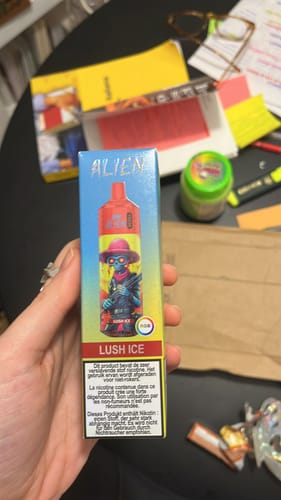 ALIEN
LUSH ICE
RGB
LUSH ICE
Dit product bevat de zeer
verslavende stof nicotine. Het
gebruik ervan wordt afgeraden
voor niet-rokers.
La nicotine contenue dans ce
produit crée une forte
dépendance. Son utilisation par
les non-fumeurs n'est pas
récommandée.
Dieses Produkt enthält Nikotin :
einen Stoff, der sehr stark
abhängig macht. Es wird nicht
für den Gebrauch durch
Nichtraucher empfohlen.